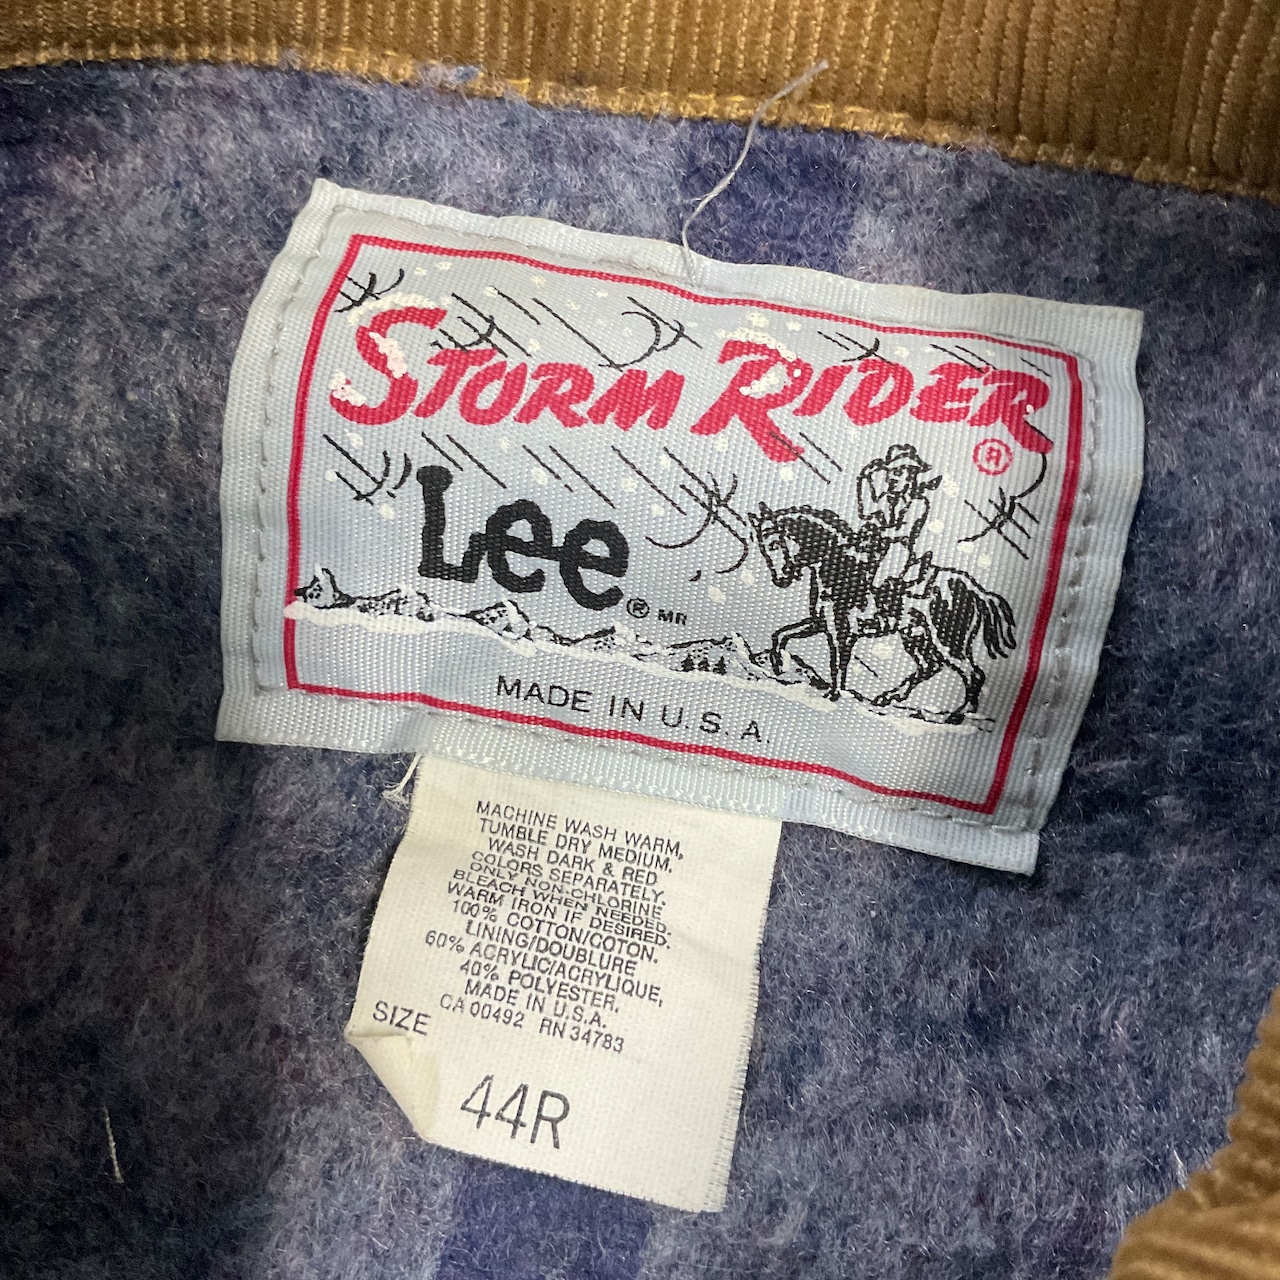 STORM RIDER
®
Lee ® MR
MADE IN U.S.A.
MACHINE WASH WARM,
TUMBLE DRY MEDIUM.
WASH DARK & RED
COLORS SEPARATELY.
ONLY NON-CHLORINE
BLEACH WHEN NEEDED.
WARM IRON IF DESIRED.
100% COTTON/COTON.
LINING/DOUBLURE
60% ACRYLIC/ACRYLIQUE,
40% POLYESTER.
MADE IN U.S.A.
CA 00492 RN 34783
SIZE
44R